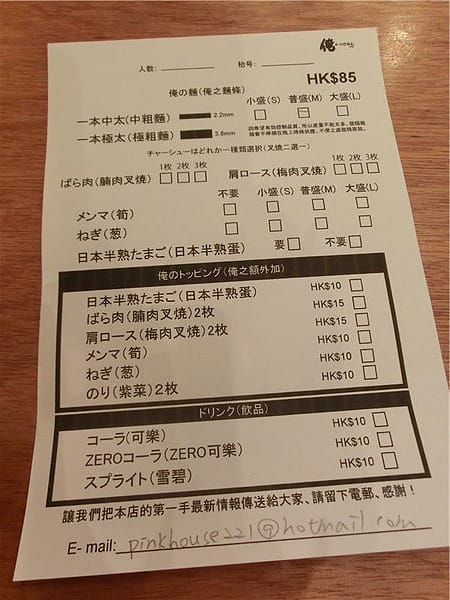 俺
人数: 枱号:
HK$85
俺の麺(俺之麵條) 小盛(S) 普盛(M) 大盛(L)
一本中太(中粗麵) 2.2mm
一本極太(極粗麵) 3.8mm
チャーシューはどれか一種類選択(叉燒二選一)
1枚 2枚 3枚 1枚 2枚 3枚
ばら肉(腩肉叉燒) 肩ロース(梅肉叉燒)
不要 小盛(S) 普盛(M) 大盛(L)
メンマ(筍)
ねぎ(葱)
日本半熟たまご(日本半熟蛋) 要 不要
俺のトッピング(俺之額外加)
日本半熟たまご(日本半熟蛋) HK$10
ばら肉(腩肉叉燒)2枚 HK$15
肩ロース(梅肉叉燒)2枚 HK$15
メンマ(筍) HK$10
ねぎ(葱) HK$10
のり(紫菜)2枚 HK$10
ドリンク(飲品)
コーラ(可樂) HK$10
ZEROコーラ(ZERO可樂) HK$10
スプライト(雪碧) HK$10
讓我們把本店的第一手最新情報傳送給大家、請留下電郵、感謝!
E- mail: pinkhouse221@hotmail.com